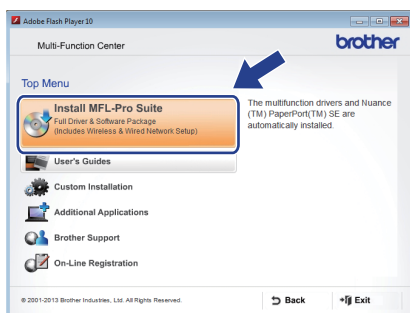 Adobe Flash Player 10
Multi-Function Center
brother
Top Menu
Install MFL-Pro Suite
Full Driver & Software Package
(Includes Wireless & Wired Network Setup)
The multifunction drivers and Nuance
(TM) PaperPort(TM) SE are
automatically installed.
User's Guides
Custom Installation
Additional Applications
Brother Support
On-Line Registration
© 2001-2013 Brother Industries, Ltd. All Rights Reserved.
Back
Exit